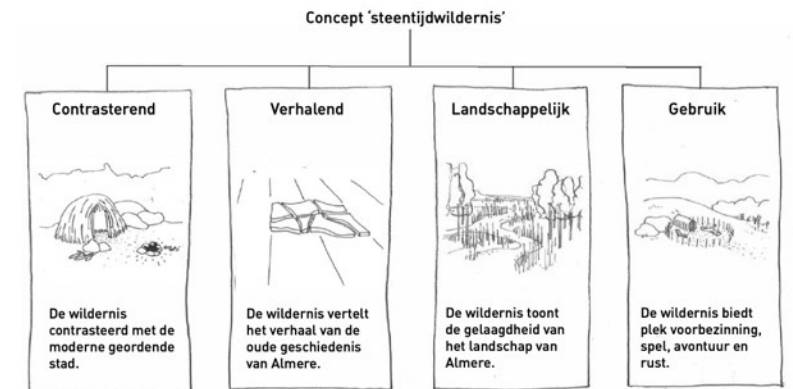 Concept ‘steentijdwildernis’
Contrasterend
De wildernis
contrasteerd met de
moderne geordende
stad.
Verhalend
De wildernis vertelt
het verhaal van de
oude geschiedenis
van Almere.
Landschappelijk
De wildernis toont
de gelaagdheid van
het landschap van
Almere.
Gebruik
De wildernis biedt
plek voorbezinning,
spel, avontuur en
rust.